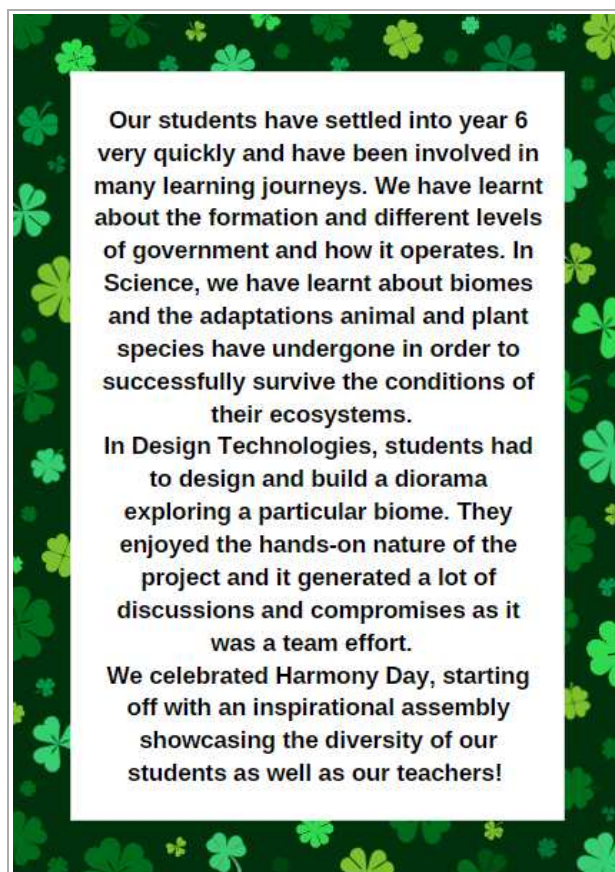 Our students have settled into year 6
very quickly and have been involved in
many learning journeys. We have learnt
about the formation and different levels
of government and how it operates. In
Science, we have learnt about biomes
and the adaptations animal and plant
species have undergone in order to
successfully survive the conditions of
their ecosystems.
In Design Technologies, students had
to design and build a diorama
exploring a particular biome. They
enjoyed the hands-on nature of the
project and it generated a lot of
discussions and compromises as it
was a team effort.
We celebrated Harmony Day, starting
off with an inspirational assembly
showcasing the diversity of our
students as well as our teachers!